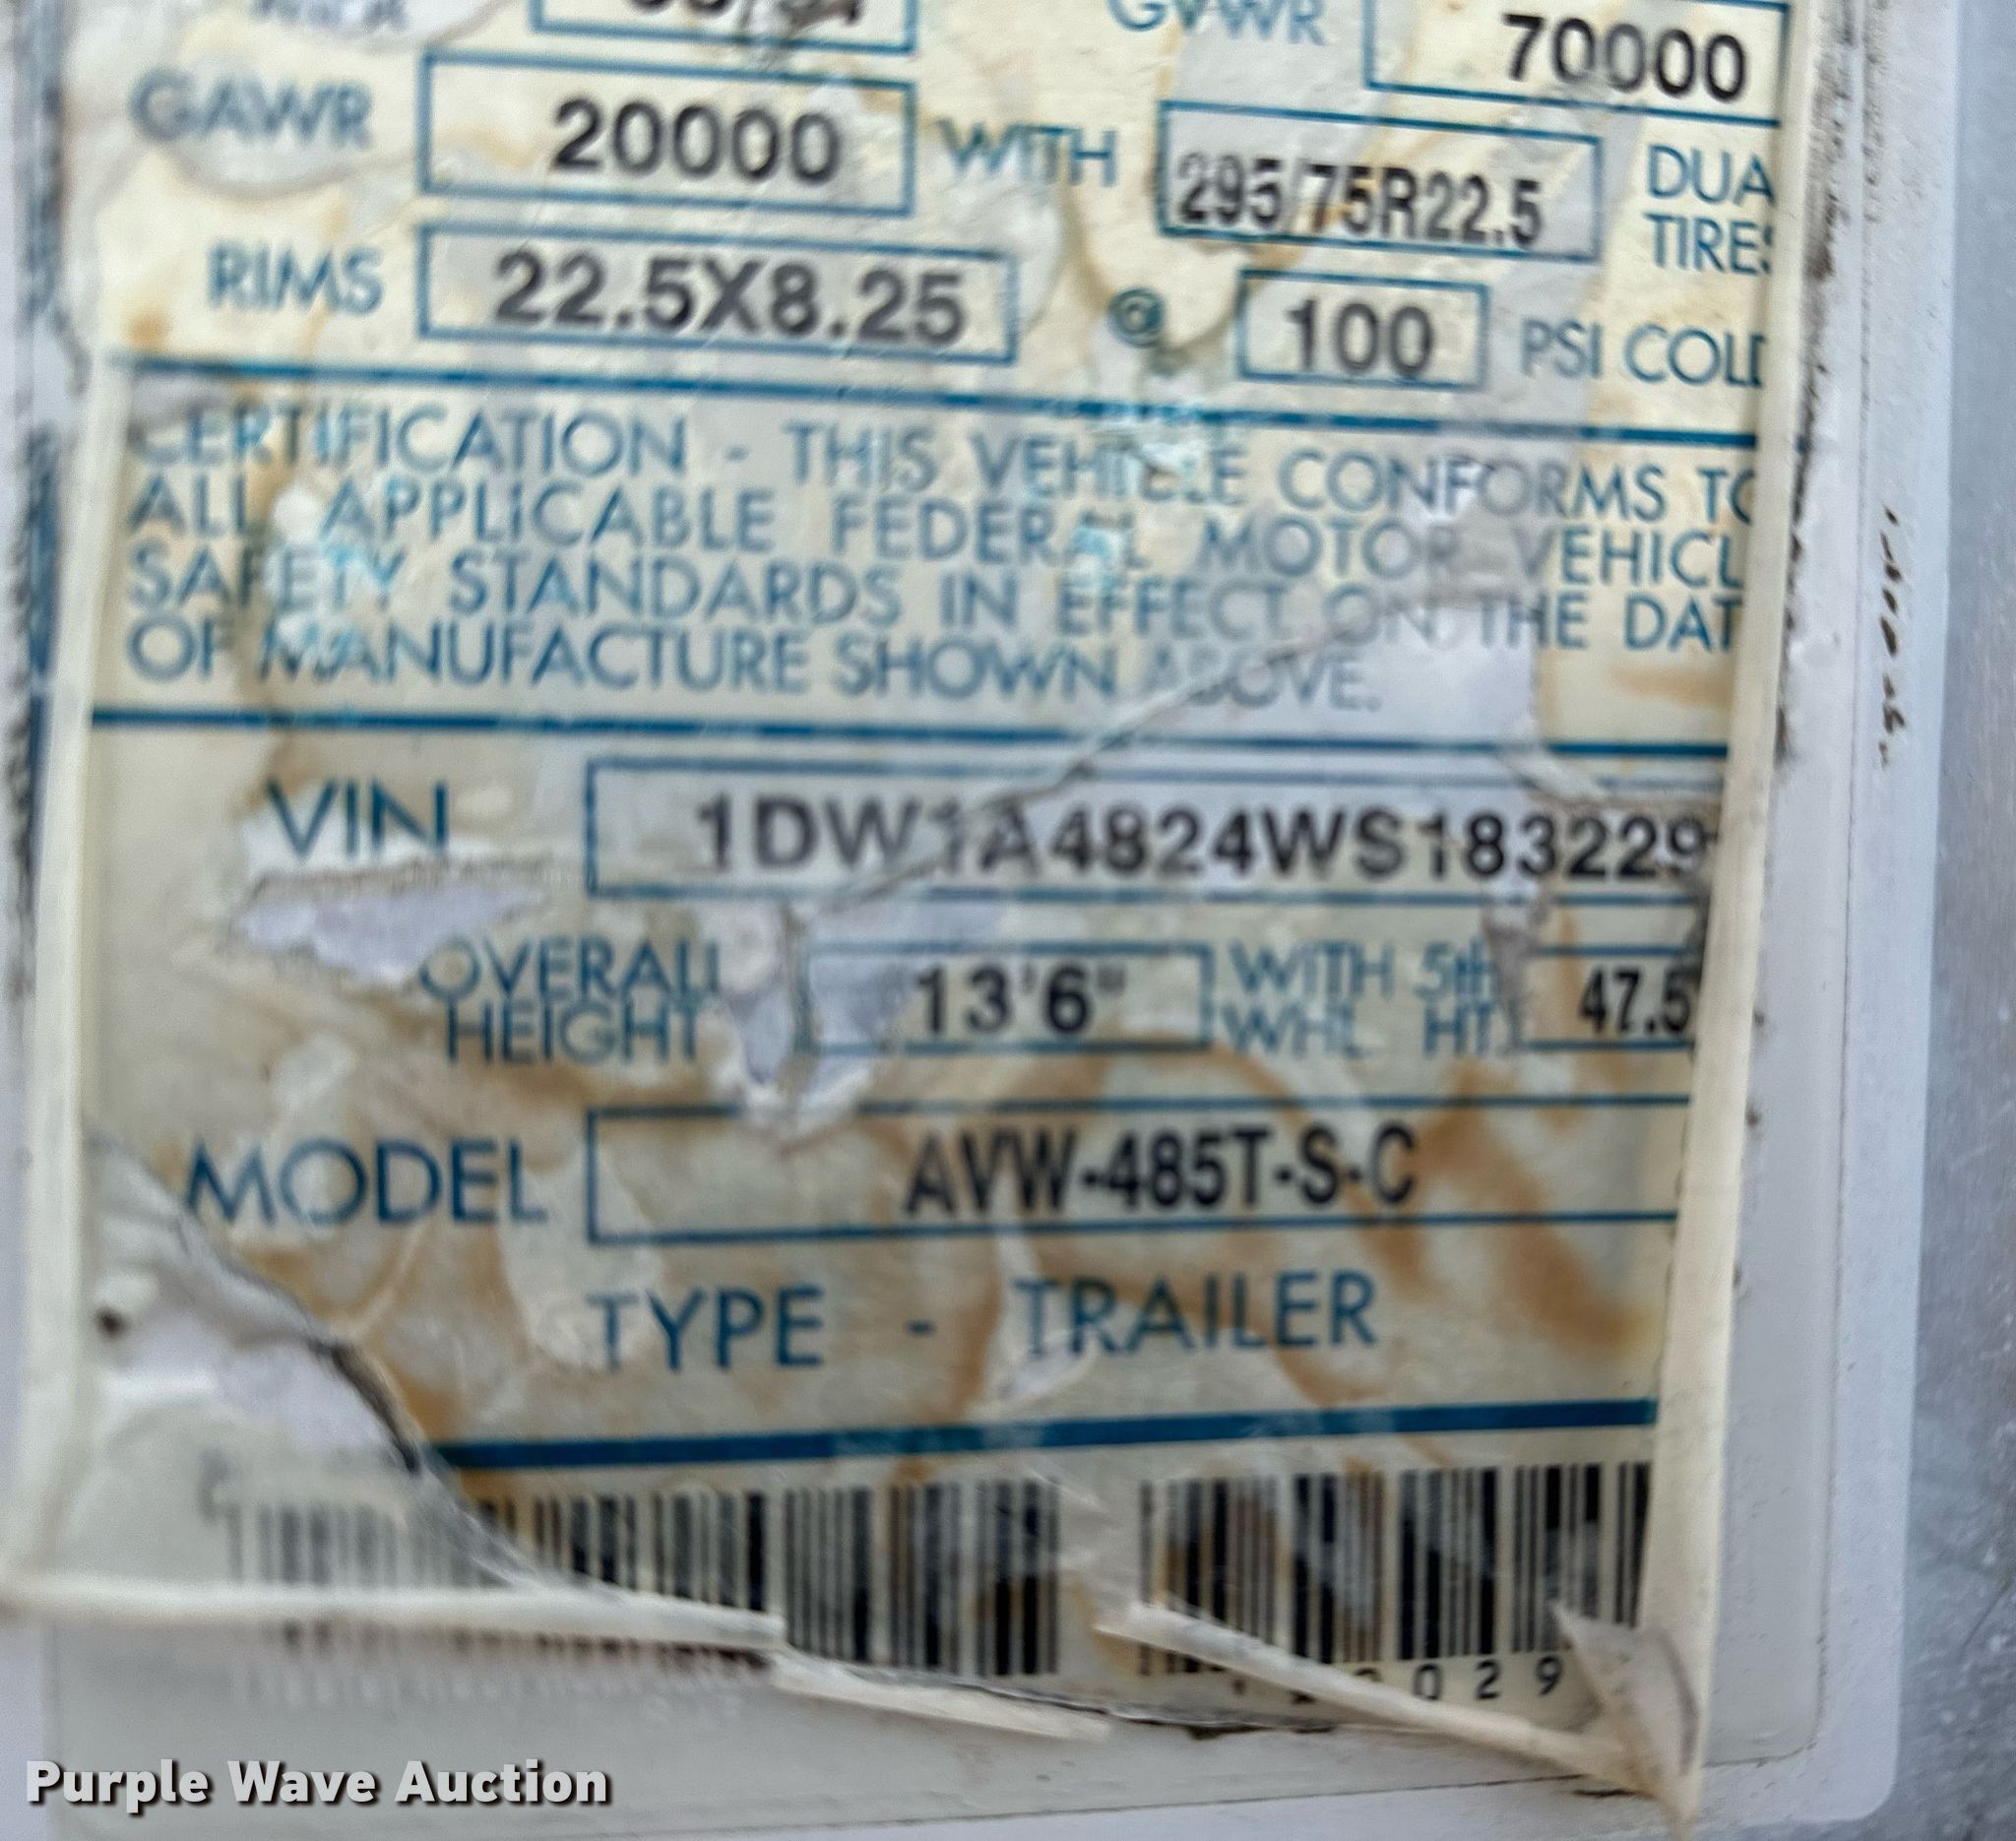 GVWR 70000
GAWR 20000 WITH 295/75R22.5 DUA TIRES
RIMS 22.5X8.25 @ 100 PSI COLD
CERTIFICATION - THIS VEHICLE CONFORMS TO
ALL APPLICABLE FEDERAL MOTOR VEHICL
SAFETY STANDARDS IN EFFECT ON THE DAT
OF MANUFACTURE SHOWN ABOVE.
VIN 1DW1A4824WS183229
OVERALL HEIGHT 13'6" WITH 5th WHL HT. 47.5
MODEL AVW-485T-S-C
TYPE - TRAILER
029
Purple Wave Auction